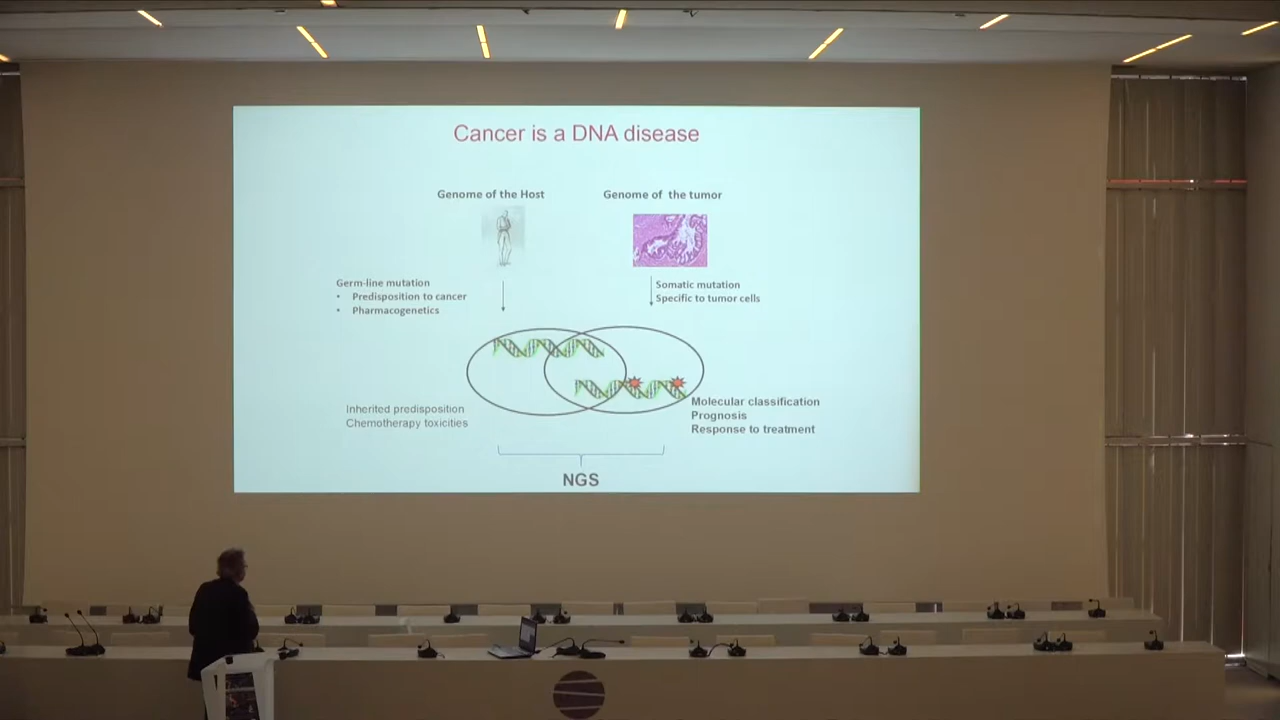 Cancer is a DNA disease
Genome of the Host
Genome of the tumor
Germ-line mutation
• Predisposition to cancer
• Pharmacogenetics
Somatic mutation
Specific to tumor cells
Inherited predisposition
Chemotherapy toxicities
Molecular classification
Prognosis
Response to treatment
NGS